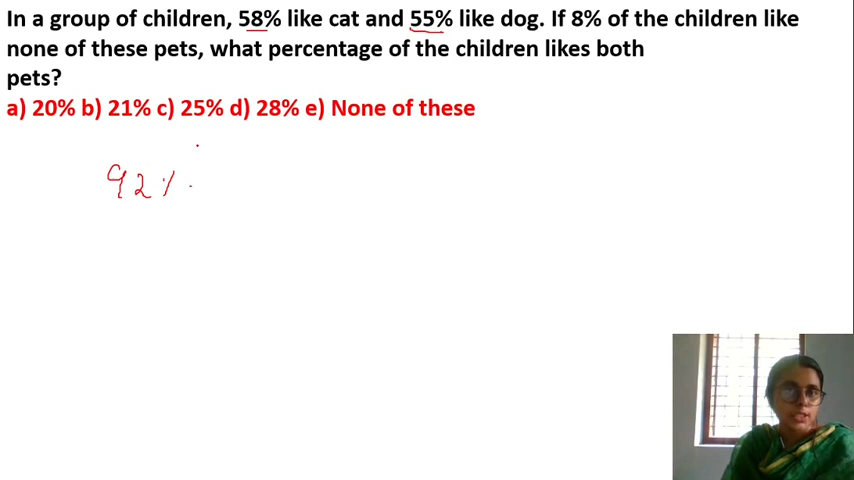 In a group of children, 58% like cat and 55% like dog. If 8% of the children like
none of these pets, what percentage of the children likes both
pets?
a) 20% b) 21% c) 25% d) 28% e) None of these
92%